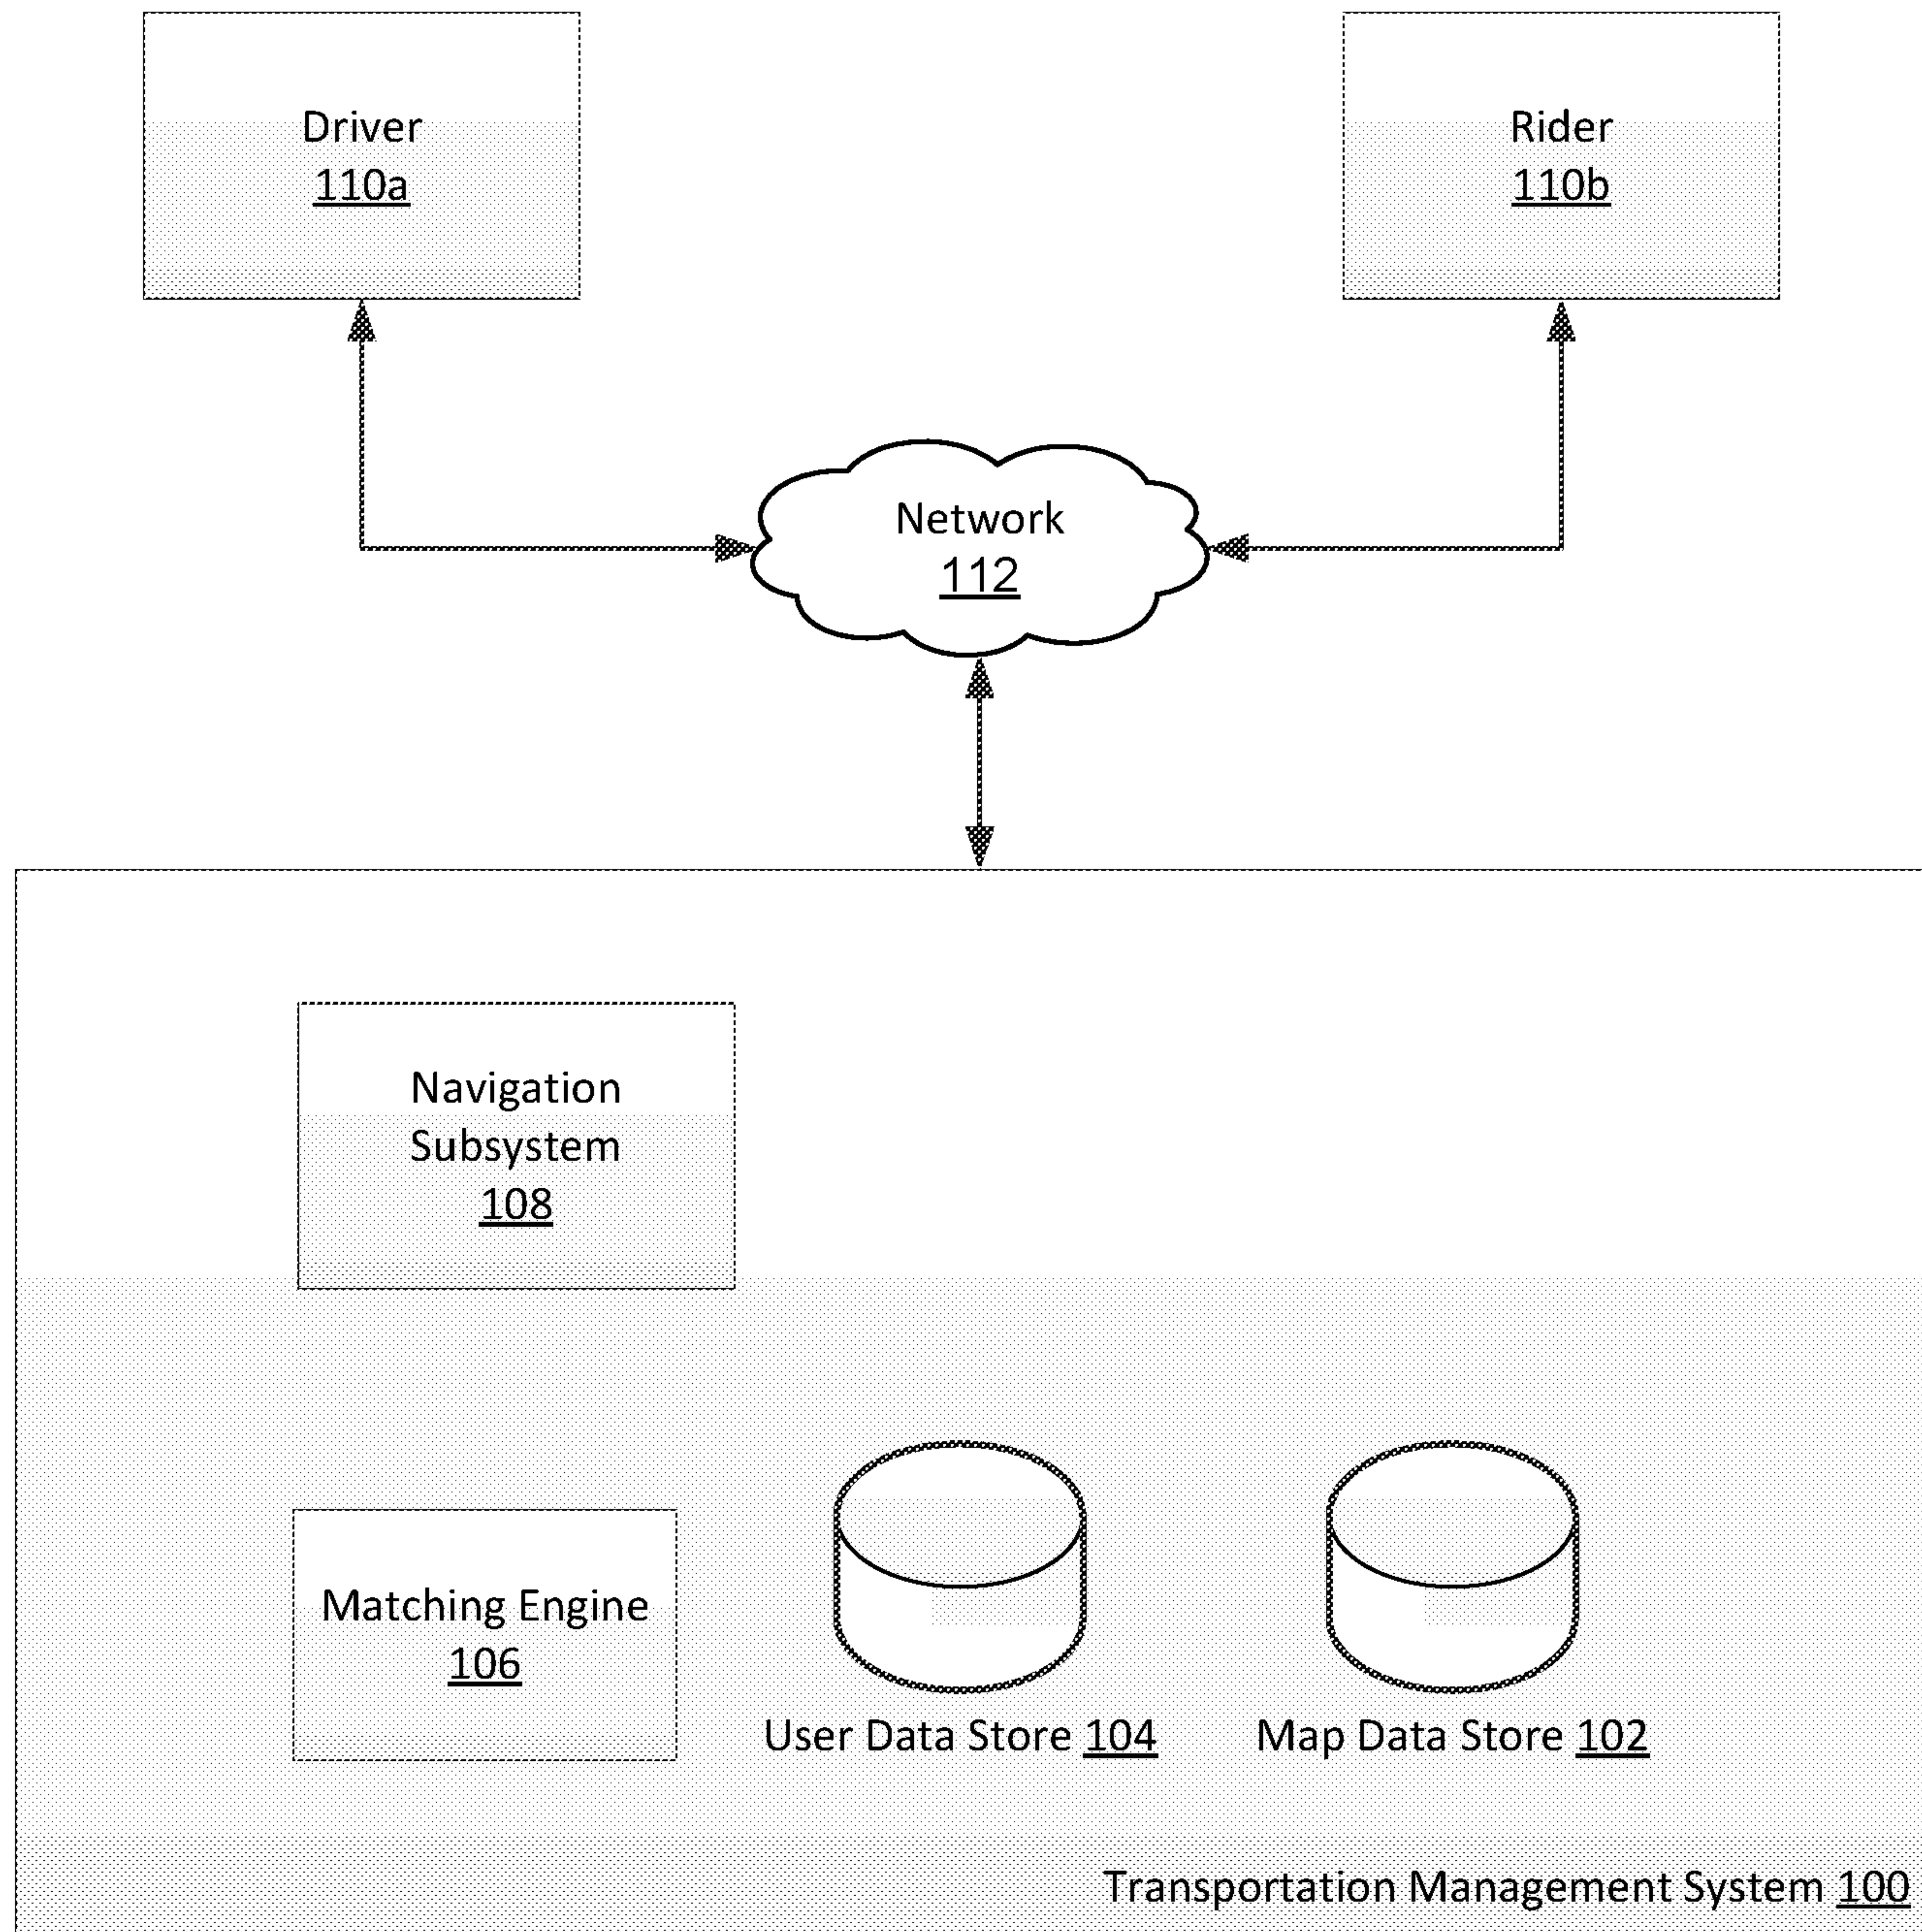 Driver
110a
Rider
110b
Network
112
Navigation
Subsystem
108
Matching Engine
106
User Data Store 104
Map Data Store 102
Transportation Management System 100